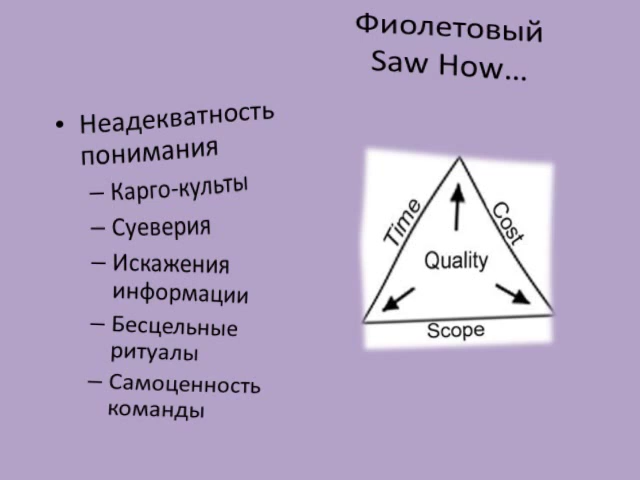 Фиолетовый
Saw How...
• Неадекватность
понимания
– Карго-культы
– Суеверия
– Искажения
информации
– Бесцельные
ритуалы
– Самоценность
команды
Time
Cost
Quality
Scope